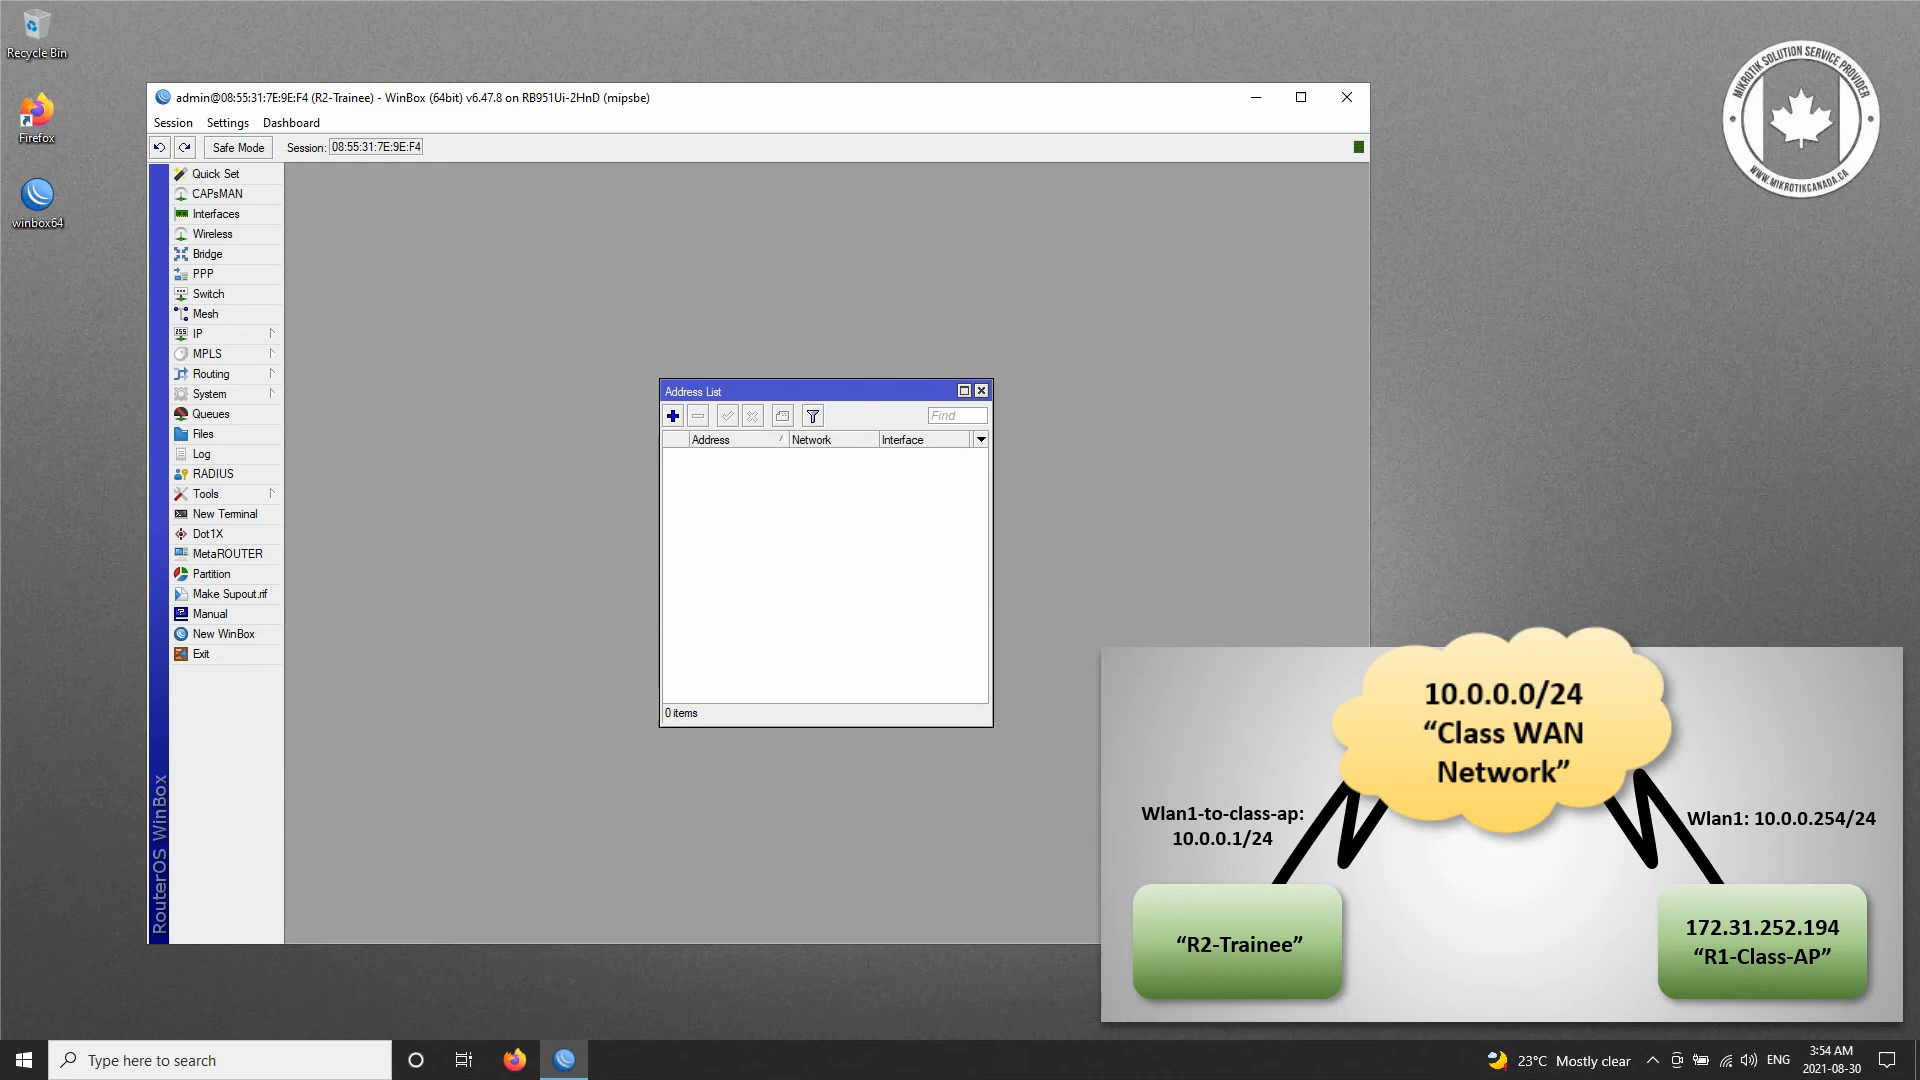 Recycle Bin
Firefox
winbox64
MIKROTIK SOLUTION SERVICE PROVIDER
WWW.MIKROTIKCANADA.CA
admin@08:55:31:7E:9E:F4 (R2-Trainee) - WinBox (64bit) v6.47.8 on RB951Ui-2HnD (mipsbe)
Session Settings Dashboard
Safe Mode Session: 08:55:31:7E:9E:F4
Quick Set
CAPsMAN
Interfaces
Wireless
Bridge
PPP
Switch
Mesh
IP
MPLS
Routing
System
Queues
Files
Log
RADIUS
Tools
New Terminal
Dot1X
MetaROUTER
Partition
Make Supout.rif
Manual
New WinBox
Exit
RouterOS WinBox
Address List
Find
Address Network Interface
0 items
10.0.0.0/24
“Class WAN
Network”
Wlan1-to-class-ap:
10.0.0.1/24
Wlan1: 10.0.0.254/24
“R2-Trainee”
172.31.252.194
“R1-Class-AP”
Type here to search
23°C Mostly clear
ENG
3:54 AM
2021-08-30